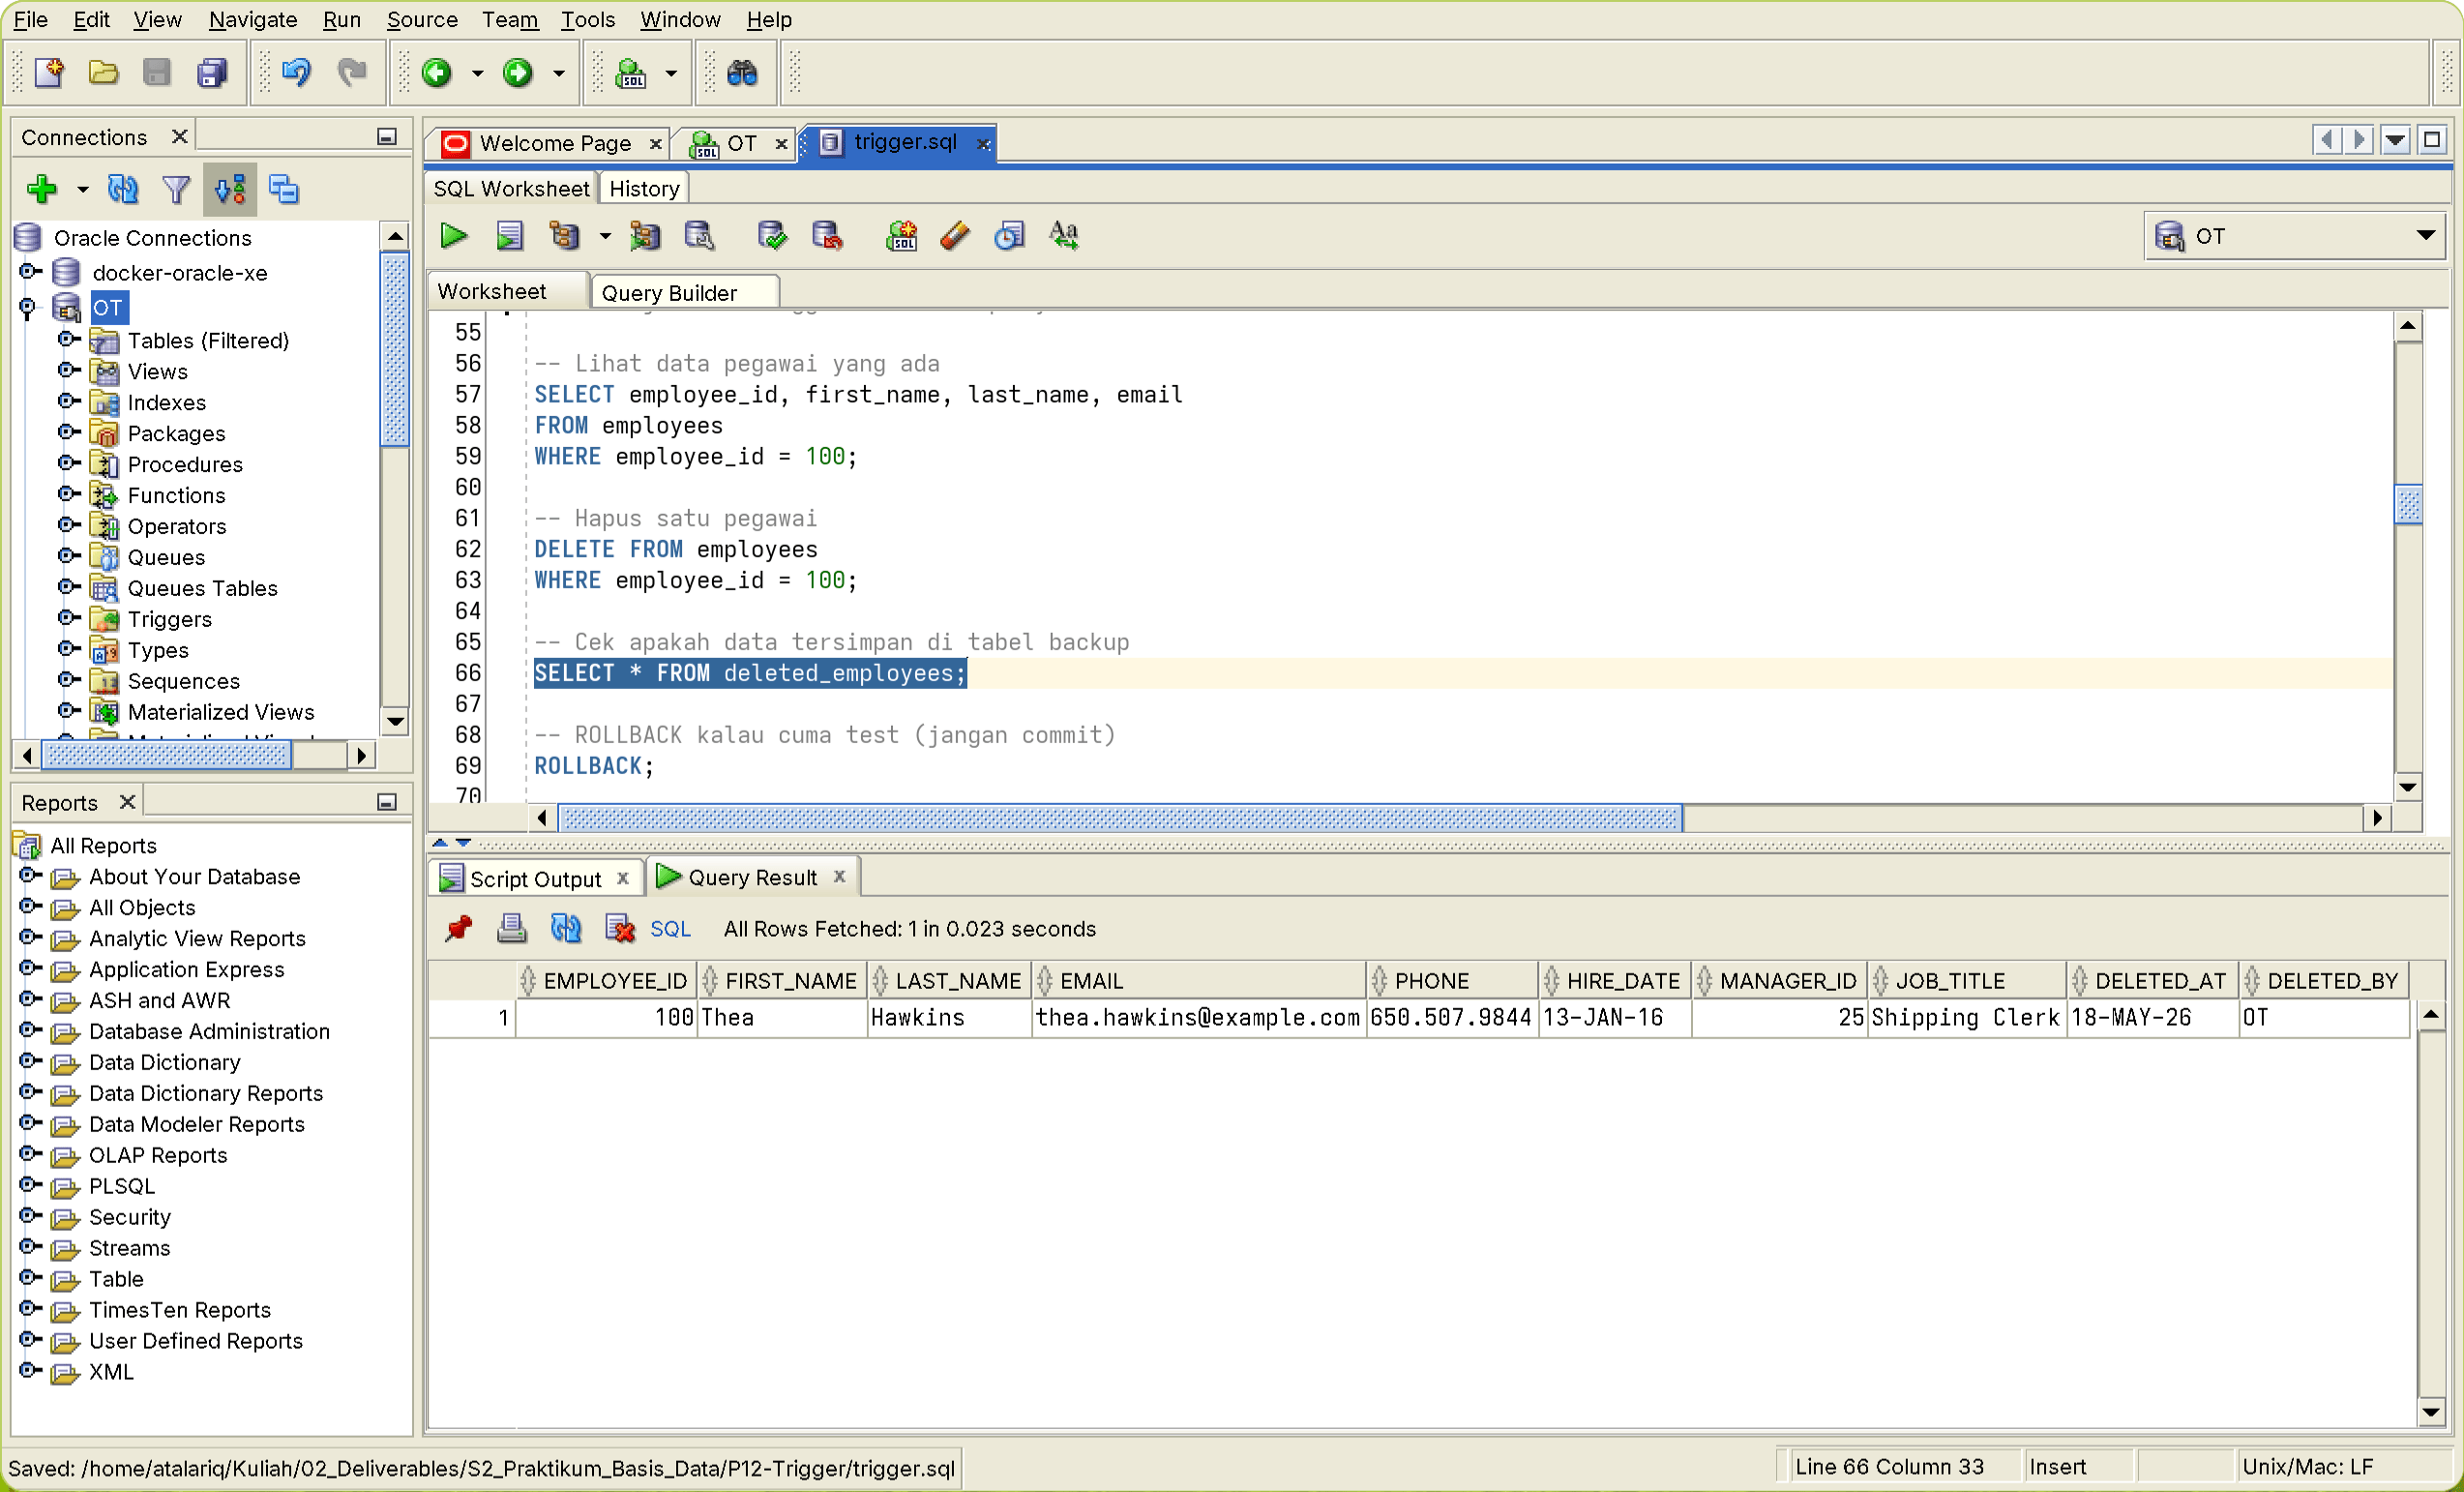 File Edit View Navigate Run Source Team Tools Window Help
Connections
Oracle Connections
docker-oracle-xe
OT
Tables (Filtered)
Views
Indexes
Packages
Procedures
Functions
Operators
Queues
Queues Tables
Triggers
Types
Sequences
Materialized Views
Reports
All Reports
About Your Database
All Objects
Analytic View Reports
Application Express
ASH and AWR
Database Administration
Data Dictionary
Data Dictionary Reports
Data Modeler Reports
OLAP Reports
PLSQL
Security
Streams
Table
TimesTen Reports
User Defined Reports
XML
Welcome Page OT trigger.sql
SQL Worksheet History
OT
Worksheet Query Builder
55
56 -- Lihat data pegawai yang ada
57 SELECT employee_id, first_name, last_name, email
58 FROM employees
59 WHERE employee_id = 100;
60
61 -- Hapus satu pegawai
62 DELETE FROM employees
63 WHERE employee_id = 100;
64
65 -- Cek apakah data tersimpan di tabel backup
66 SELECT * FROM deleted_employees;
67
68 -- ROLLBACK kalau cuma test (jangan commit)
69 ROLLBACK;
70
Script Output Query Result
SQL All Rows Fetched: 1 in 0.023 seconds
EMPLOYEE_ID FIRST_NAME LAST_NAME EMAIL PHONE HIRE_DATE MANAGER_ID JOB_TITLE DELETED_AT DELETED_BY
1 100 Thea Hawkins thea.hawkins@example.com 650.507.9844 13-JAN-16 25 Shipping Clerk 18-MAY-26 OT
Saved: /home/atalariq/Kuliah/02_Deliverables/S2_Praktikum_Basis_Data/P12-Trigger/trigger.sql
Line 66 Column 33 Insert Unix/Mac: LF